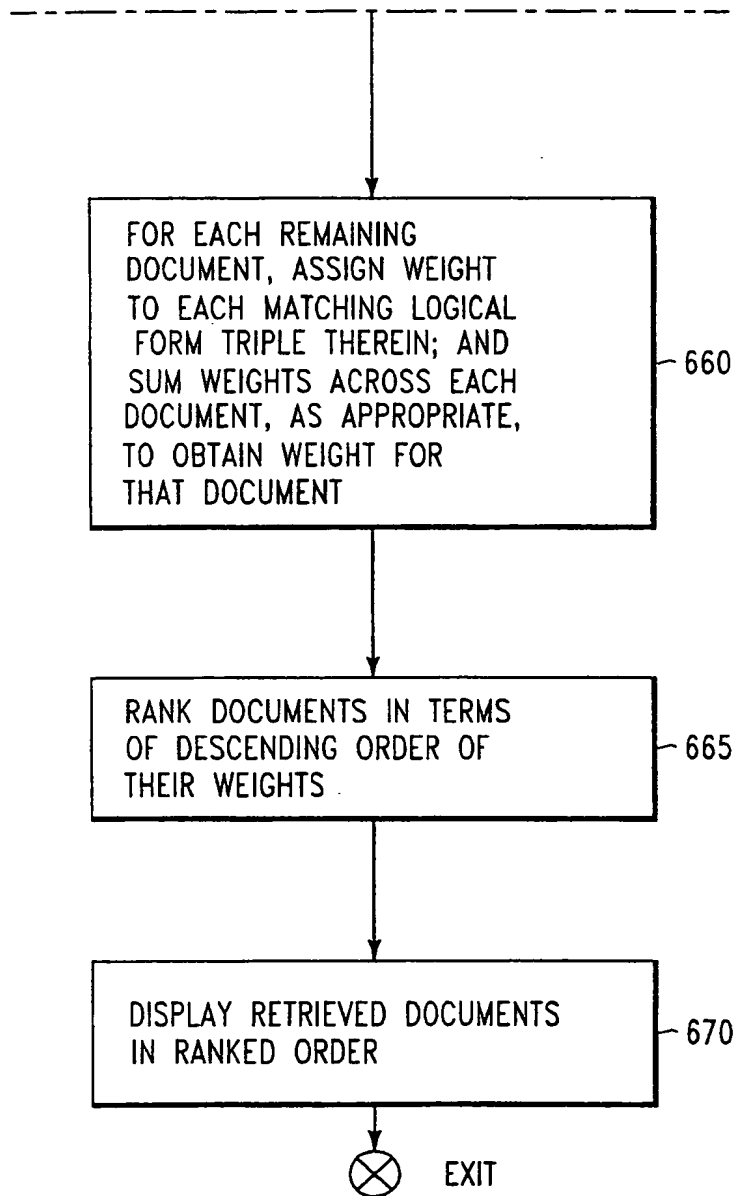 FOR EACH REMAINING
DOCUMENT, ASSIGN WEIGHT
TO EACH MATCHING LOGICAL
FORM TRIPLE THEREIN; AND
SUM WEIGHTS ACROSS EACH
DOCUMENT, AS APPROPRIATE,
TO OBTAIN WEIGHT FOR
THAT DOCUMENT
660
RANK DOCUMENTS IN TERMS
OF DESCENDING ORDER OF
THEIR WEIGHTS
665
DISPLAY RETRIEVED DOCUMENTS
IN RANKED ORDER
670
EXIT